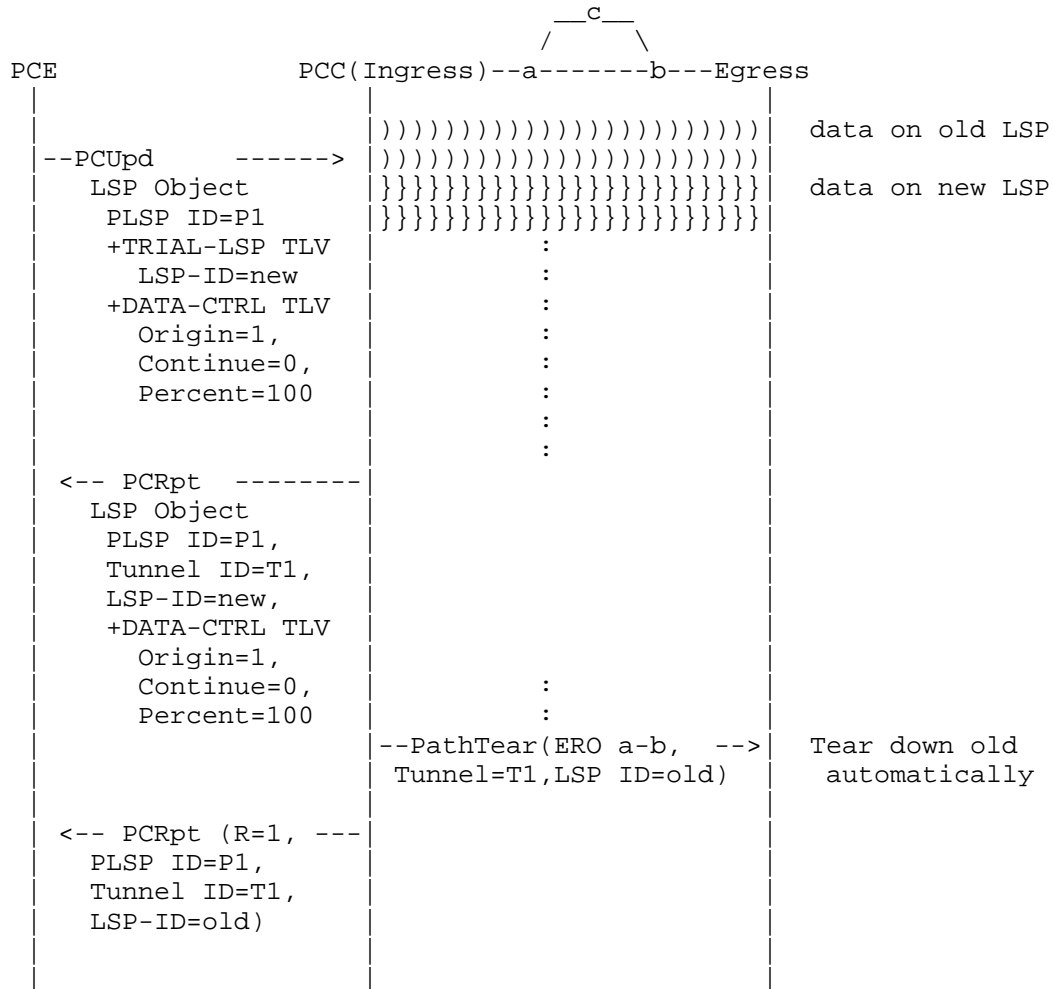 __c__
                                 /     \
PCE                PCC(Ingress)--a-------b---Egress
 |                     |                        |
 |                     |))))))))))))))))))))))))|  data on old LSP
 |--PCUpd     ------>  |))))))))))))))))))))))))|
 |   LSP Object        |}}}}}}}}}}}}}}}}}}}}}}}}|  data on new LSP
 |    PLSP ID=P1       |}}}}}}}}}}}}}}}}}}}}}}}}|
 |    +TRIAL-LSP TLV   |          :             |
 |      LSP-ID=new     |          :             |
 |    +DATA-CTRL TLV   |          :             |
 |      Origin=1,      |          :             |
 |      Continue=0,    |          :             |
 |      Percent=100    |          :             |
 |                     |          :             |
 |                     |          :             |
 | <-- PCRpt  --------|                        |
 |   LSP Object        |                        |
 |    PLSP ID=P1,      |                        |
 |    Tunnel ID=T1,    |                        |
 |    LSP-ID=new,      |                        |
 |    +DATA-CTRL TLV   |                        |
 |      Origin=1,      |                        |
 |      Continue=0,    |          :             |
 |      Percent=100    |          :             |
 |                     |--PathTear(ERO a-b,  -->|  Tear down old
 |                     | Tunnel=T1,LSP ID=old)  |   automatically
 |                     |                        |
 | <-- PCRpt (R=1, ---|                        |
 |   PLSP ID=P1,       |                        |
 |   Tunnel ID=T1,     |                        |
 |   LSP-ID=old)       |                        |
 |                     |                        |
 |                     |                        |